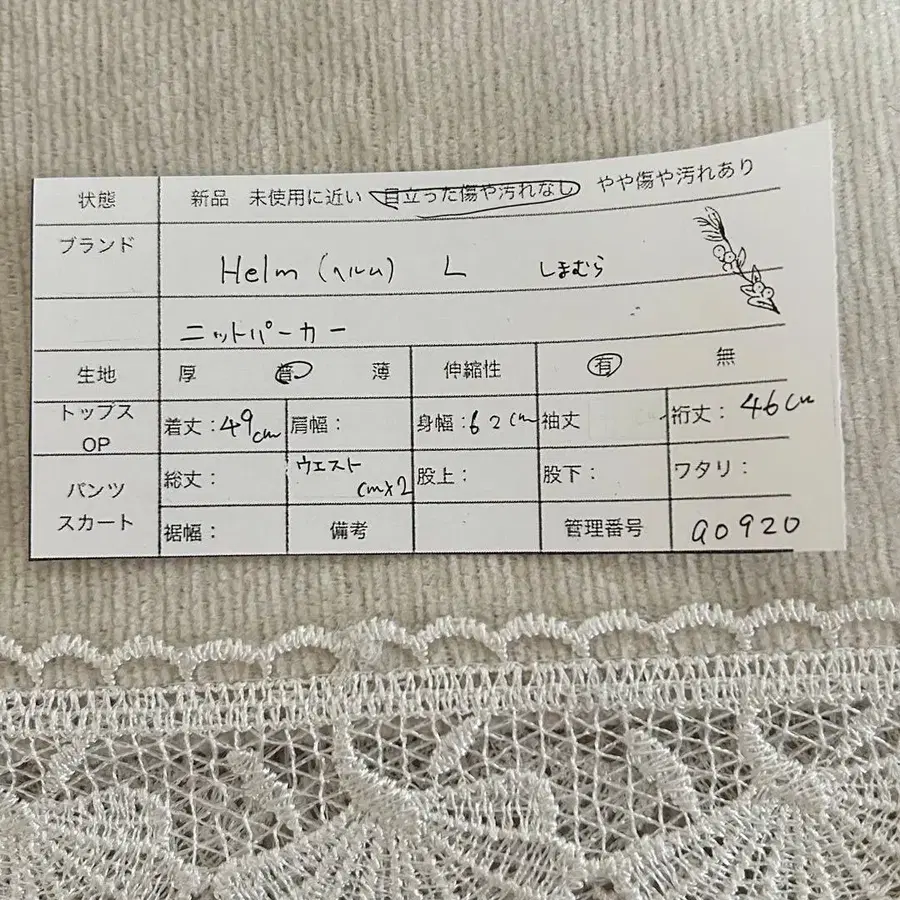 状態 新品 未使用に近い 目立った傷や汚れなし やや傷や汚れあり
ブランド
Helm (ヘルム) L しまむら
ニットパーカー
生地 厚 普 薄 伸縮性 有 無
トップス OP 着丈:49cm 肩幅: 身幅:62cm 袖丈 裄丈:46cm
パンツ スカート 総丈: ウエスト cm×2 股上: 股下: ワタリ:
裾幅: 備考 管理番号 a0920